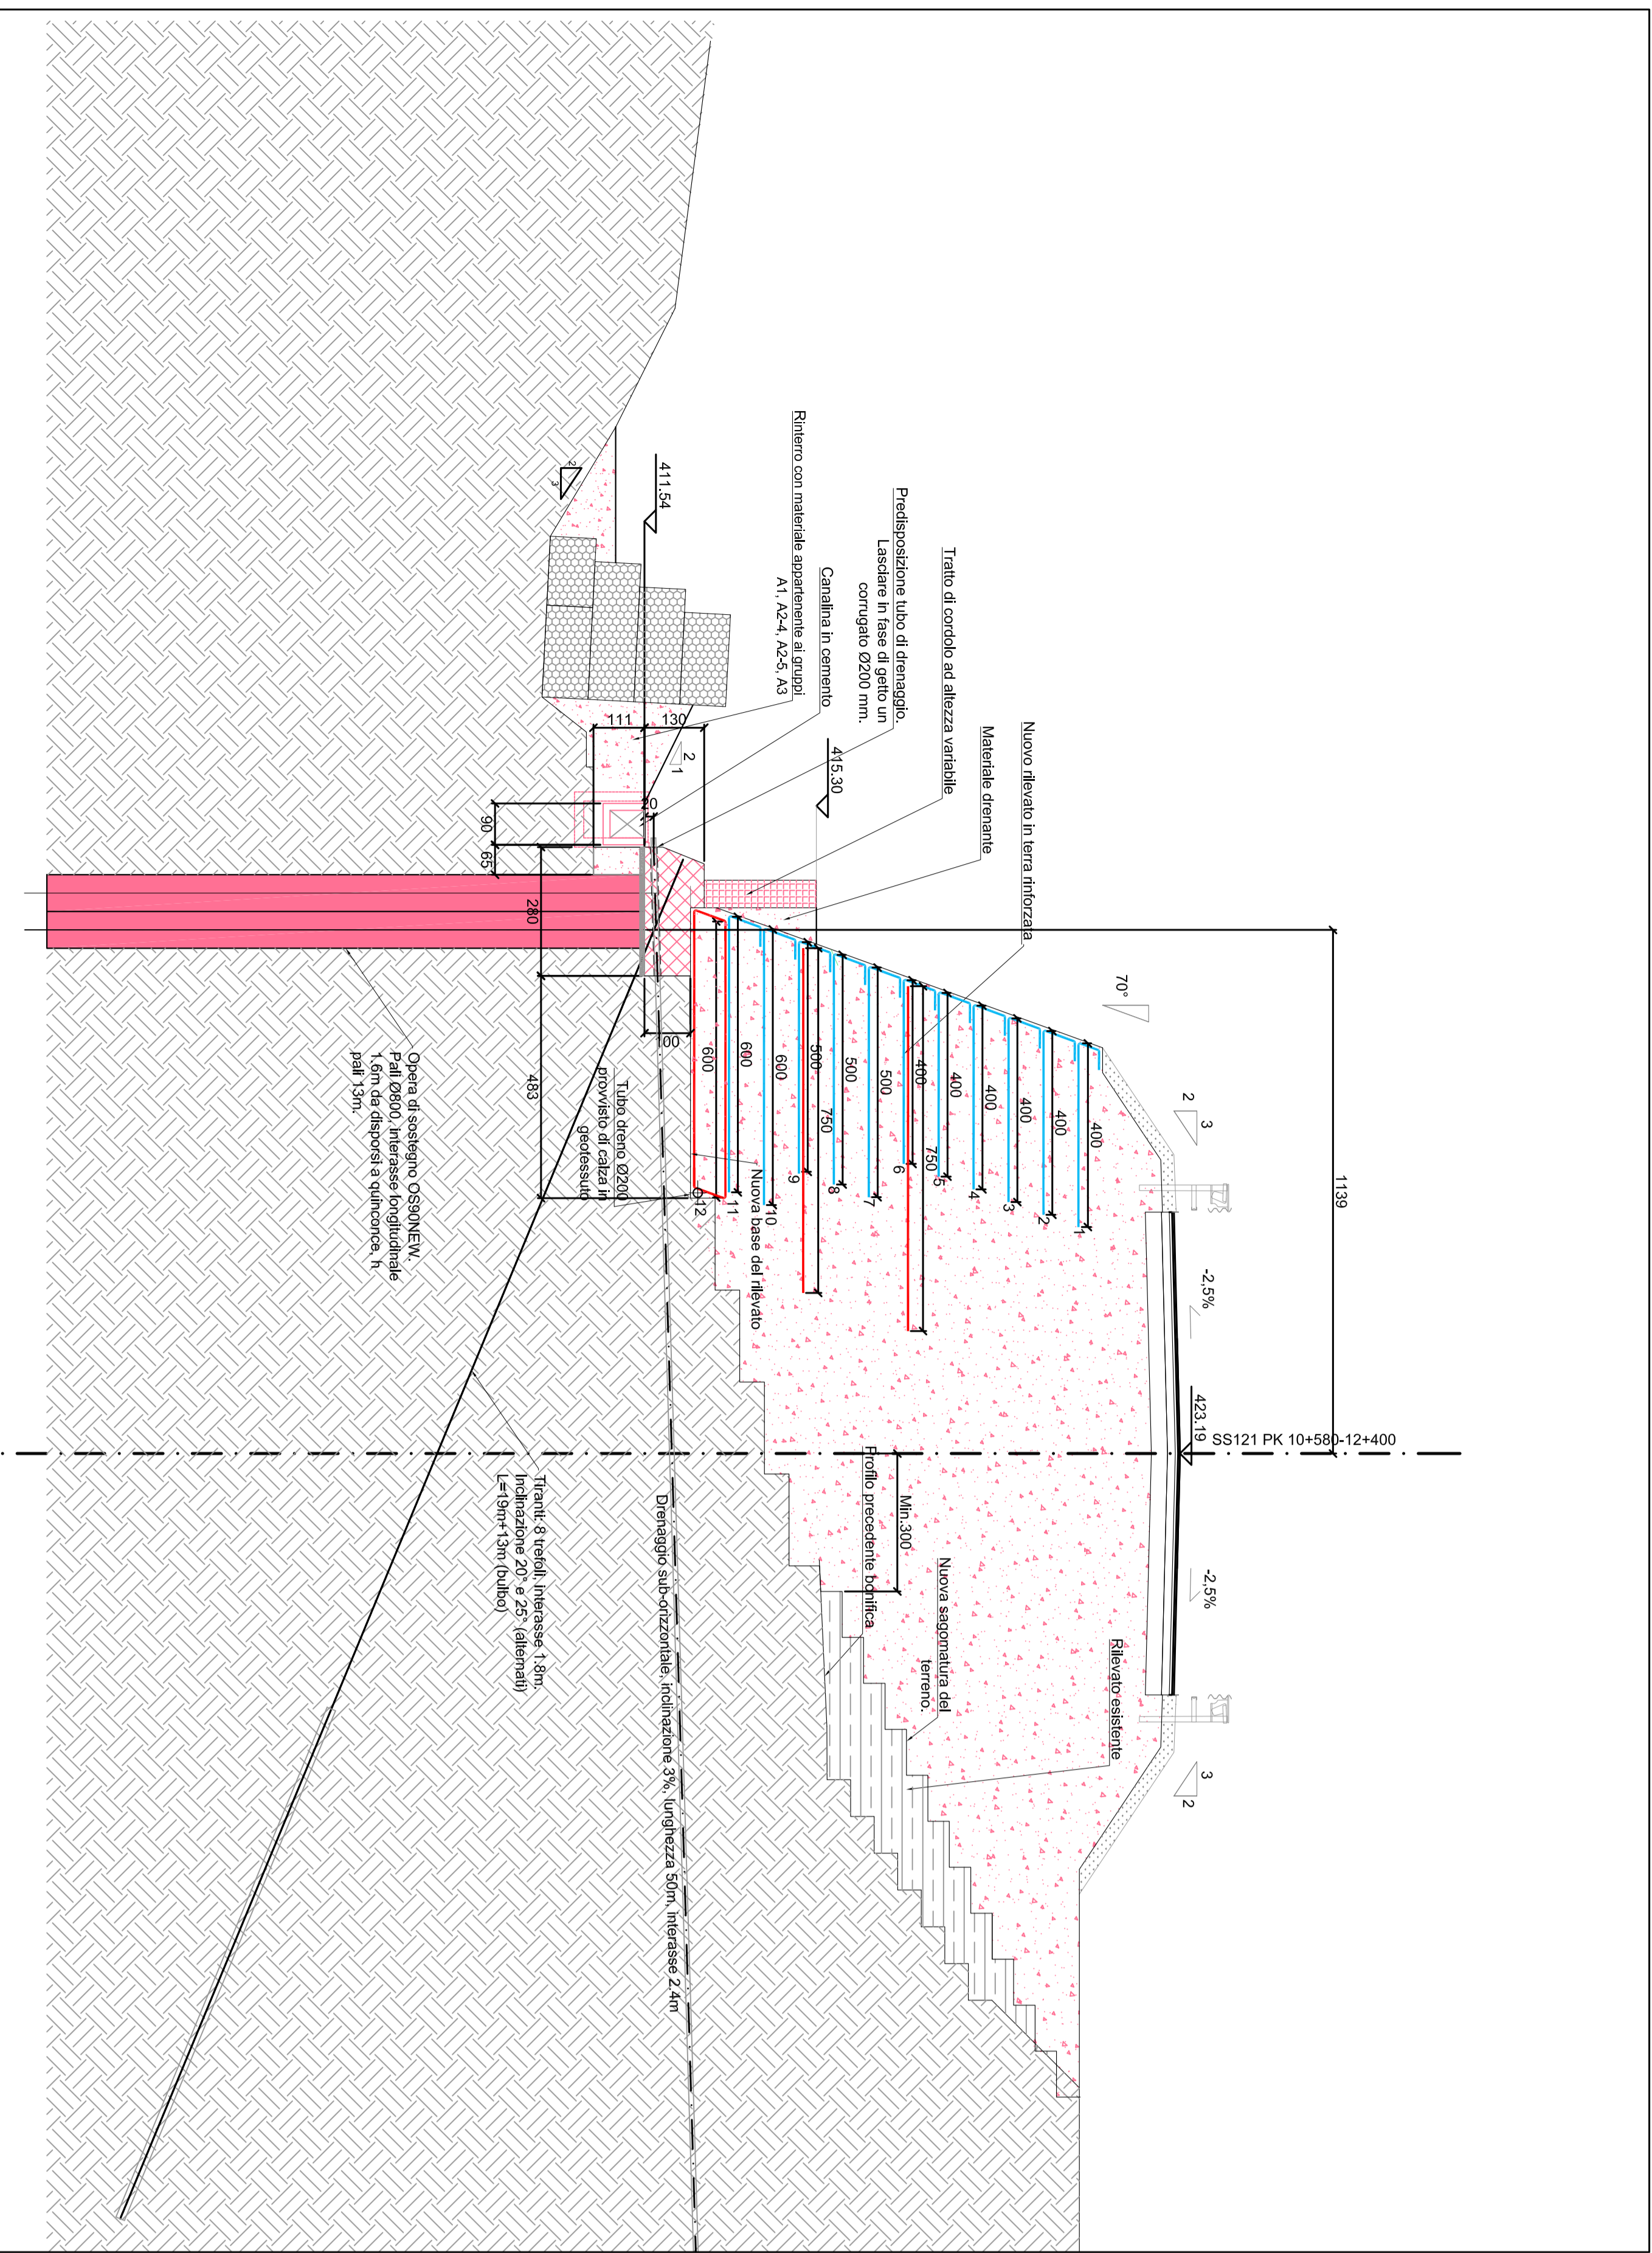 1139
SS121 PK 10+580-12+400
423.19
-2,5%
-2,5%
3
2
3
2
70°
Nuovo rilevato in terra rinforzata
Materiale drenante
Tratto di cordolo ad altezza variabile
Predisposizione tubo di drenaggio.
Lasciare in fase di getto un
corrugato Ø200 mm.
Canalina in cemento
Rinterro con materiale appartenente ai gruppi
A1, A2-4, A2-5, A3
415.30
411.54
2
3
2
1
130
111
20
90
65
280
483
100
400
1
400
2
400
3
400
4
400
5
750
400
6
500
7
500
8
750
500
9
600
10
600
11
600
12
Rilevato esistente
Nuova sagomatura del
terreno.
Min.300
Profilo precedente bonifica
Nuova base del rilevato
Tubo dreno Ø200
provvisto di calza in
geotessuto
Drenaggio sub-orizzontale, inclinazione 3%, lunghezza 50m, interasse 2.4m
Tiranti: 8 trefoli, interasse 1.8m.
Inclinazione 20° e 25° (alternati)
L=19m+13m (bulbo)
Opera di sostegno OS90NEW.
Pali Ø800, interasse longitudinale
1.6m da disporsi a quinconce, h
pali 13m.